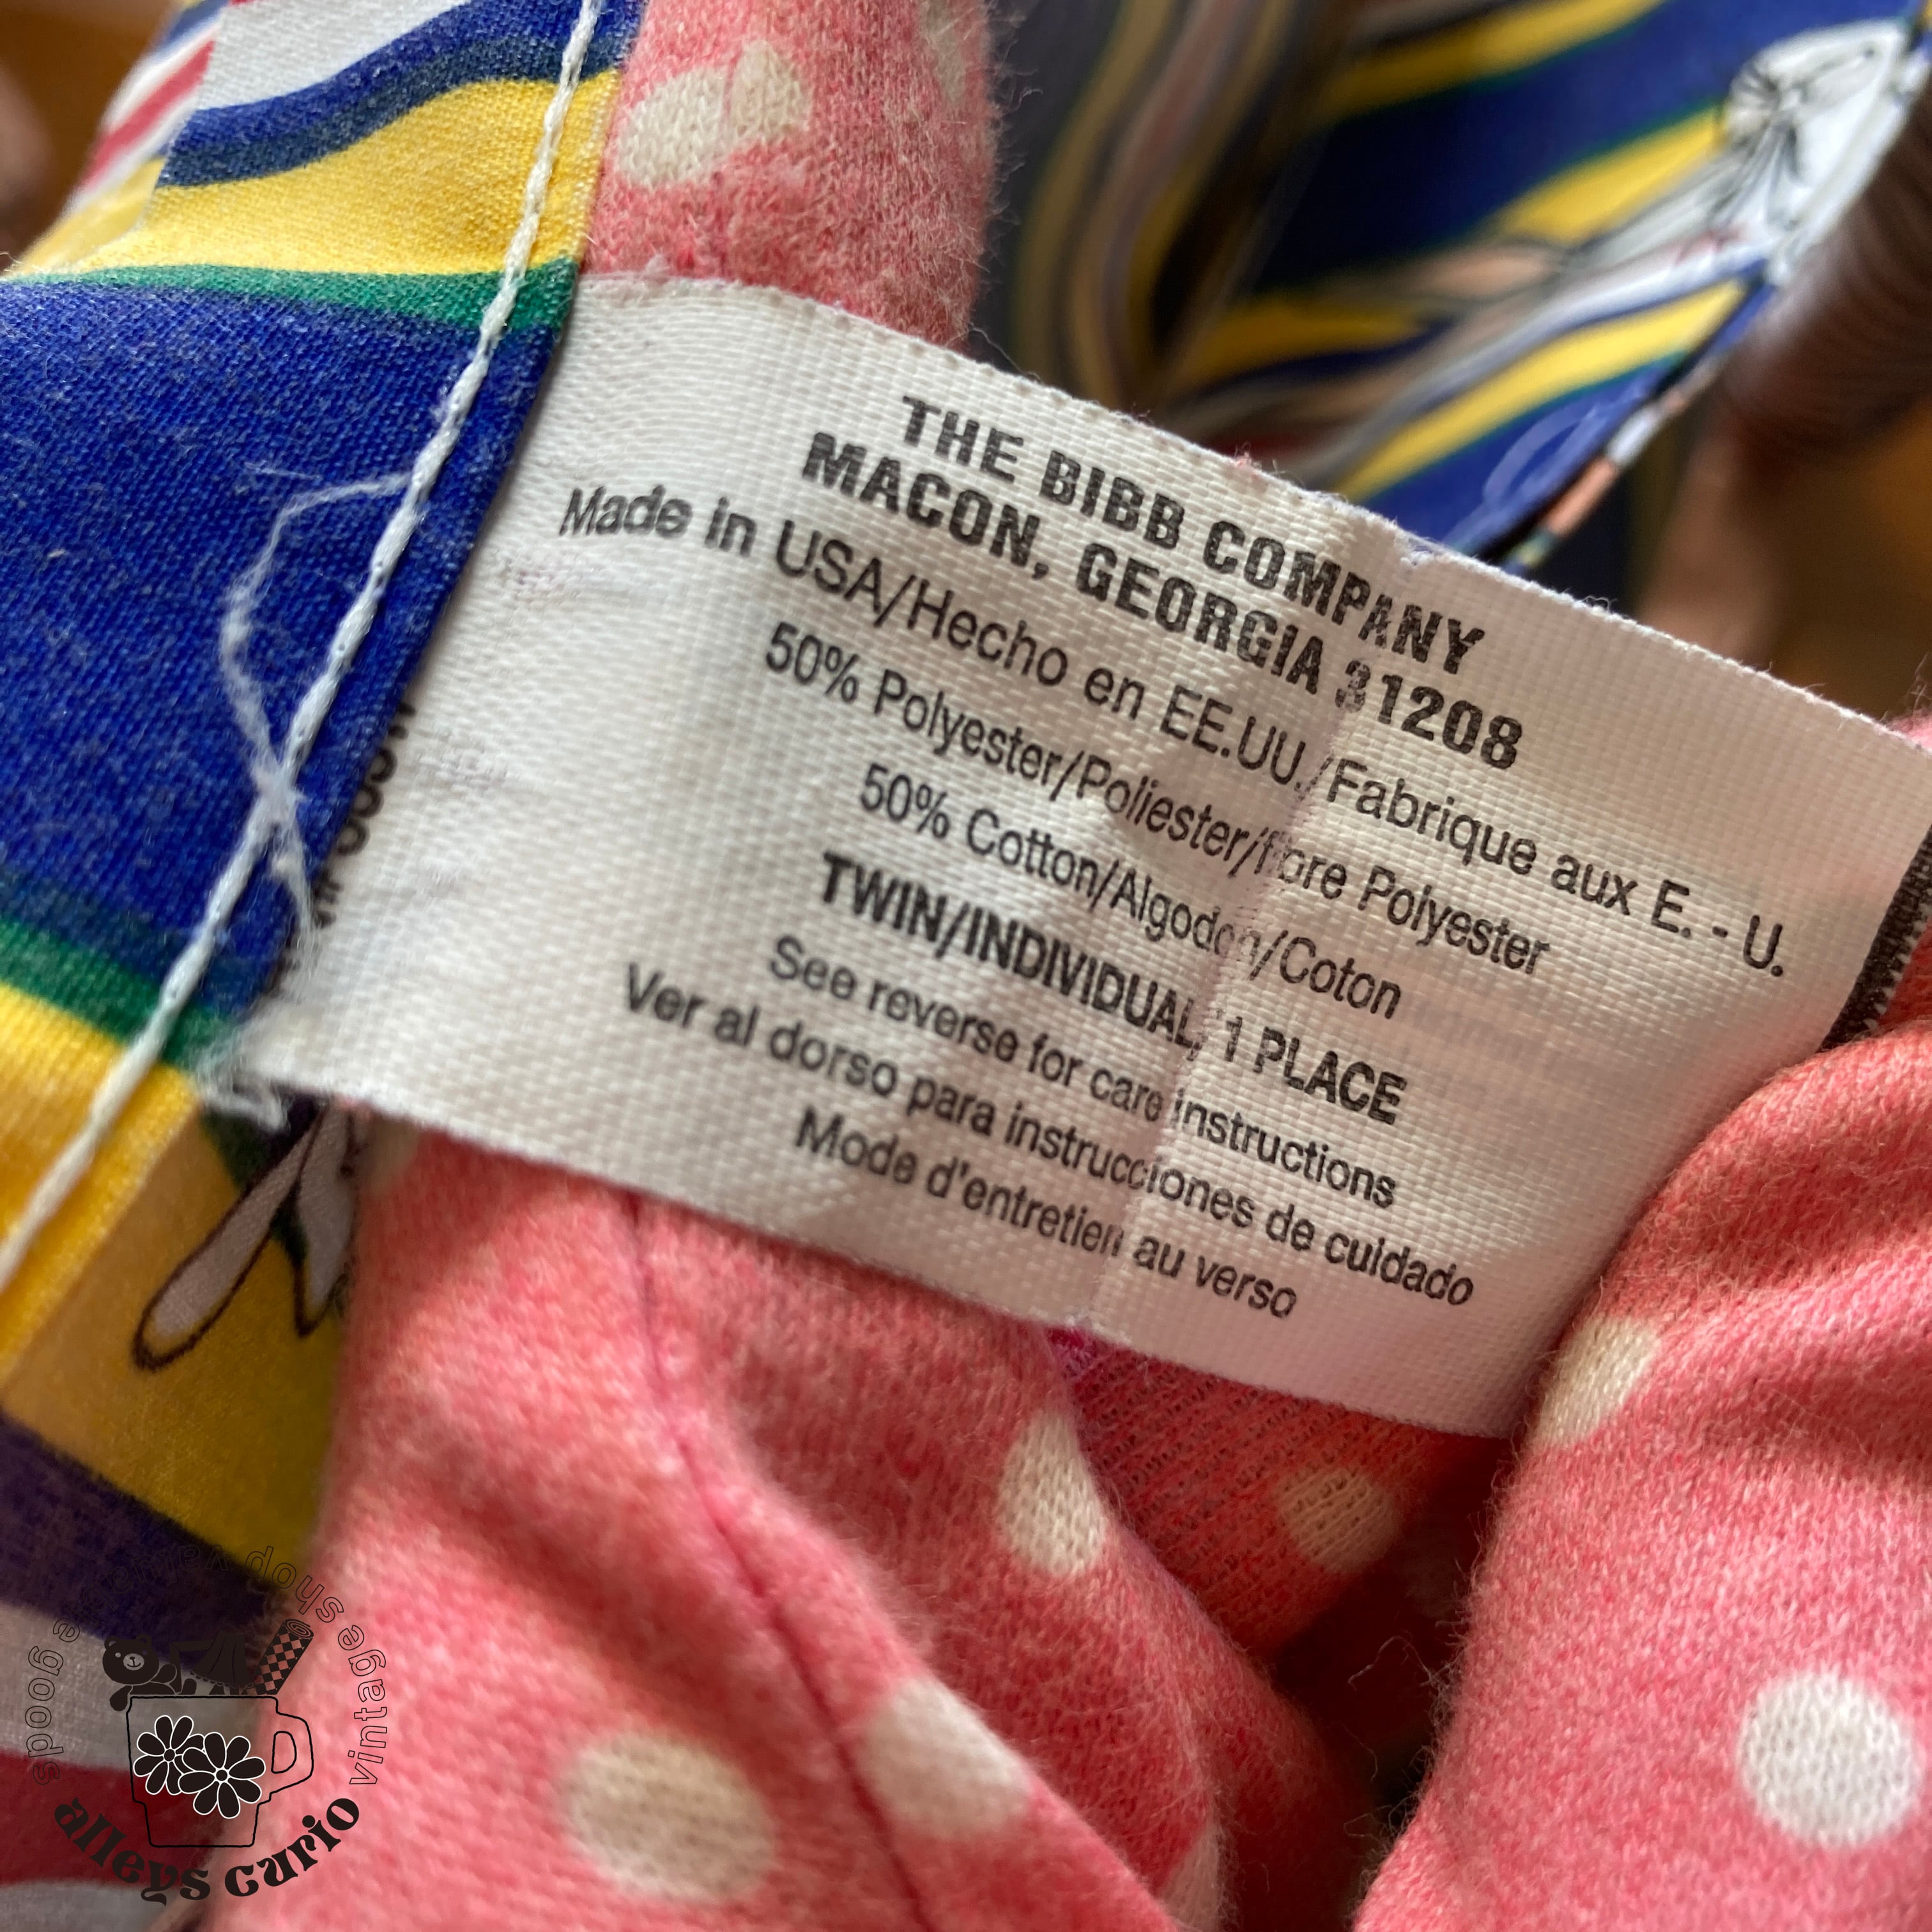 THE BIBB COMPANY
MACON, GEORGIA 31208
Made in USA/Hecho en EE.UU./Fabrique aux E. - U.
50% Polyester/Poliester/fibre Polyester
50% Cotton/Algodon/Coton
TWIN/INDIVIDUAL/1 PLACE
See reverse for care instructions
Ver al dorso para instrucciones de cuidado
Mode d'entretien au verso
vintage shop
goods
alleys curio